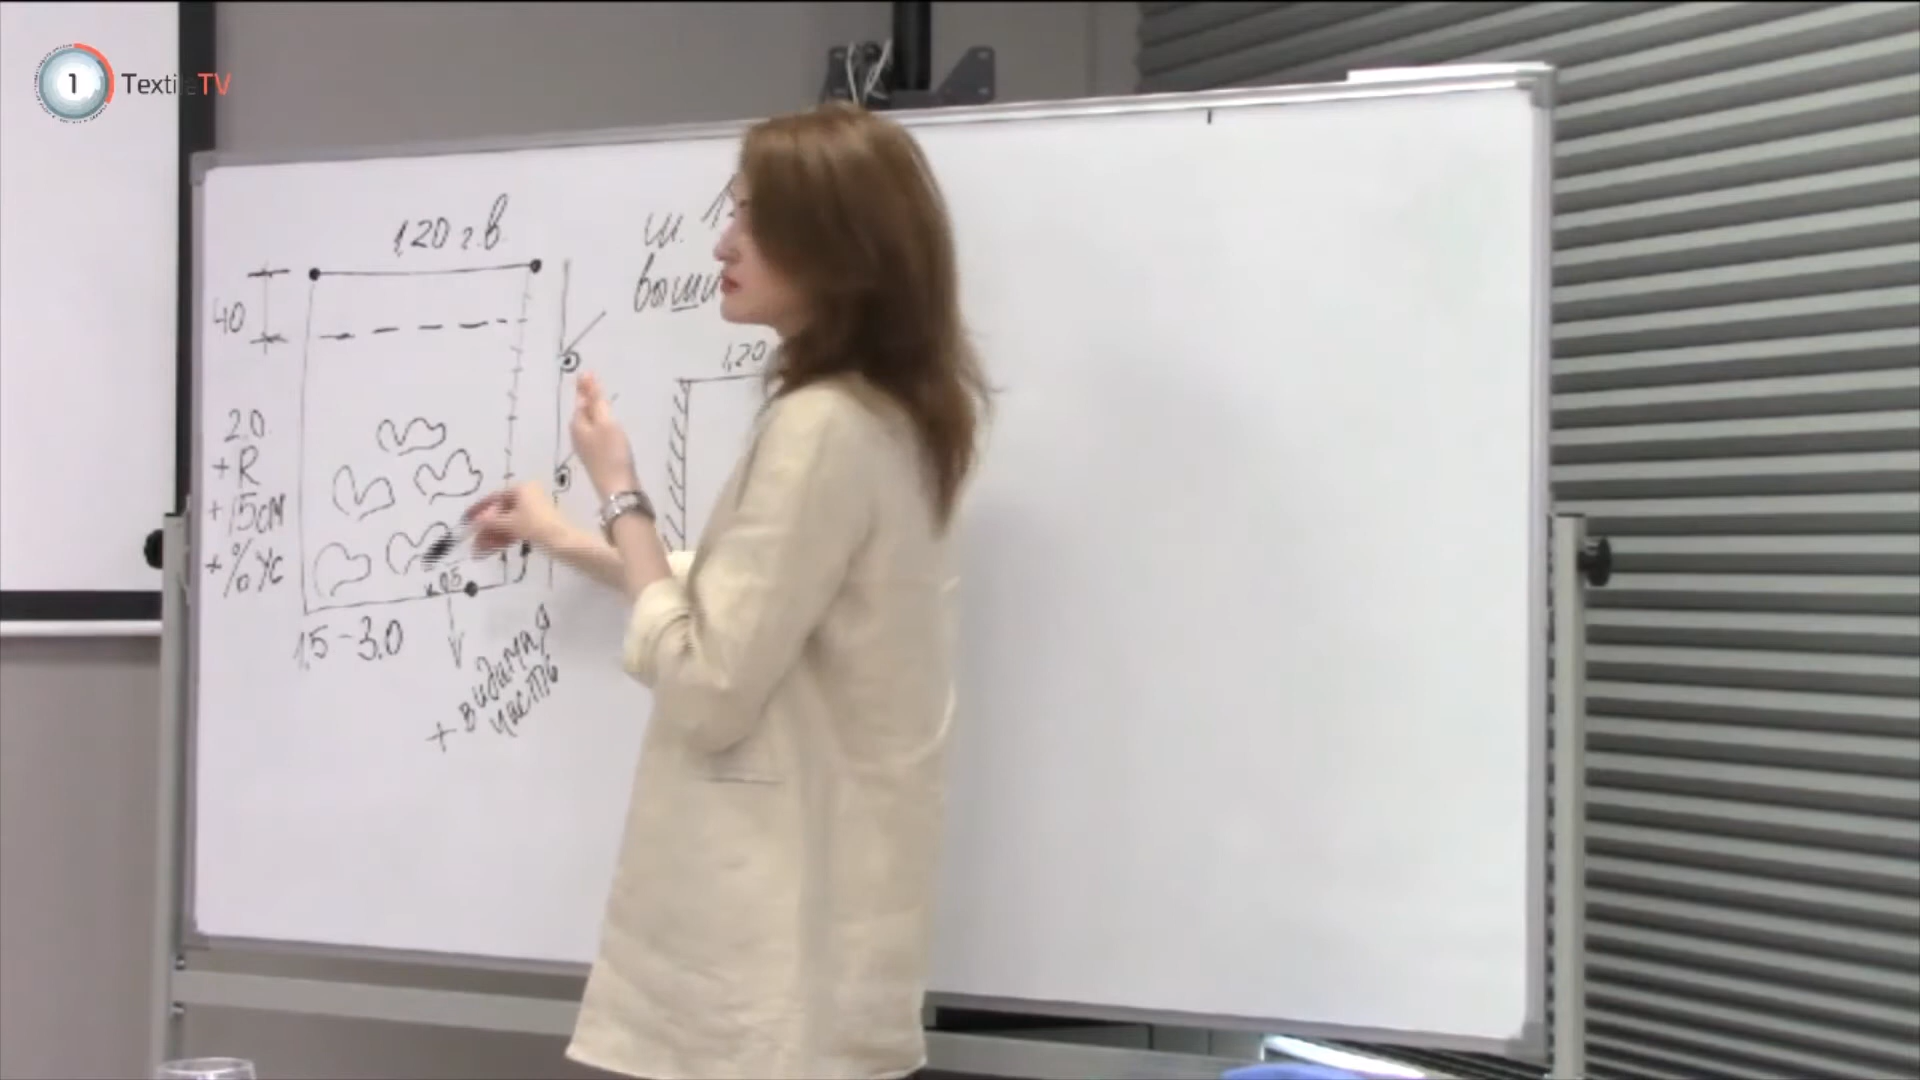 1
TextileTV
1,20 г.в.
40
2.0
+ R
+ 15см
+ % ус
1.5 - 3.0
+ видимая
часть
ш.
1,20